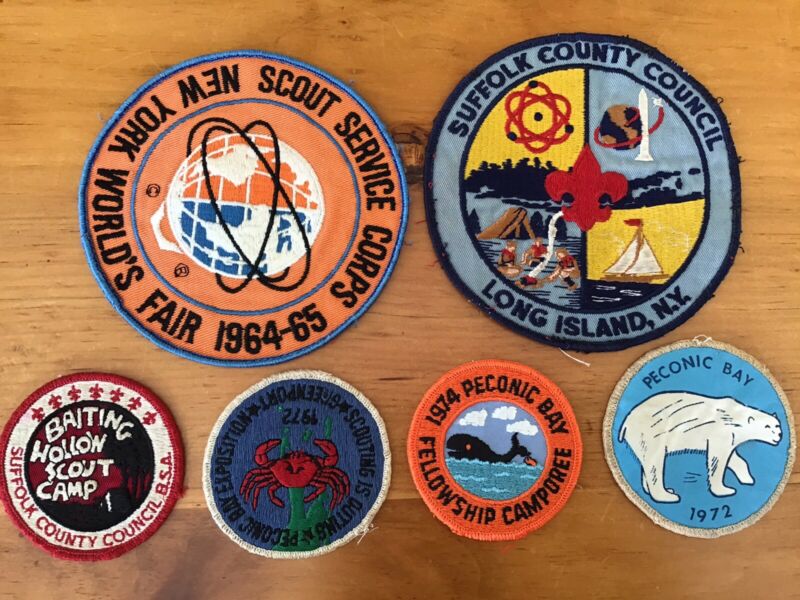 SCOUT SERVICE CORPS
NEW YORK WORLD'S FAIR 1964-65
SUFFOLK COUNTY COUNCIL
LONG ISLAND, N.Y.
BAITING
HOLLOW
SCOUT
CAMP
SUFFOLK COUNTY COUNCIL B.S.A.
SCOUTING IS OUTING
PECONIC BAY EXPOSITION
GREENPORT
1972
1974 PECONIC BAY
FELLOWSHIP CAMPOREE
PECONIC BAY
1972